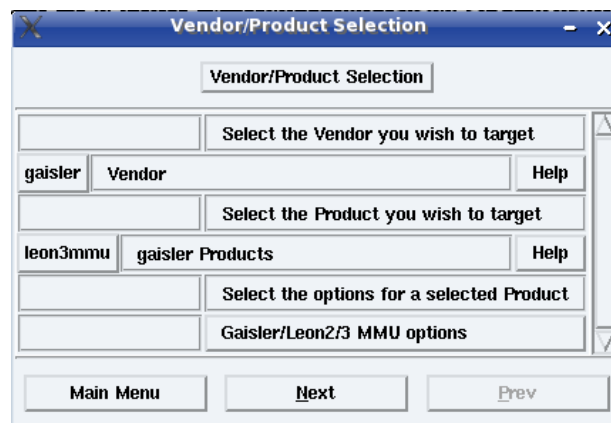 Vendor/Product Selection
Vendor/Product Selection
Select the Vendor you wish to target
gaisler Vendor Help
Select the Product you wish to target
leon3mmu gaisler Products Help
Select the options for a selected Product
Gaisler/Leon2/3 MMU options
Main Menu Next Prev